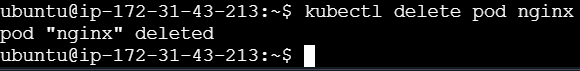 ubuntu@ip-172-31-43-213:~$ kubectl delete pod nginx
pod "nginx" deleted
ubuntu@ip-172-31-43-213:~$